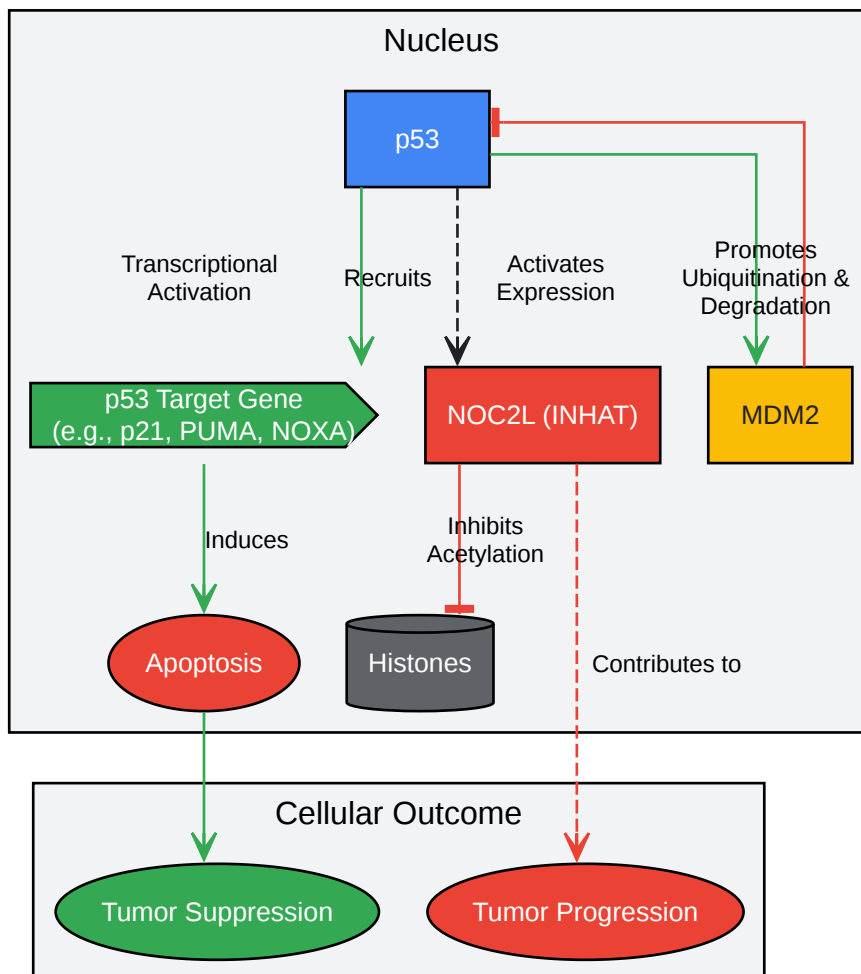 Nucleus
p53
Transcriptional
Activation
Recruits
Activates
Expression
Promotes
Ubiquitination &
Degradation
p53 Target Gene
(e.g., p21, PUMA, NOXA)
NOC2L (INHAT)
MDM2
Induces
Inhibits
Acetylation
Apoptosis
Histones
Contributes to
Cellular Outcome
Tumor Suppression
Tumor Progression